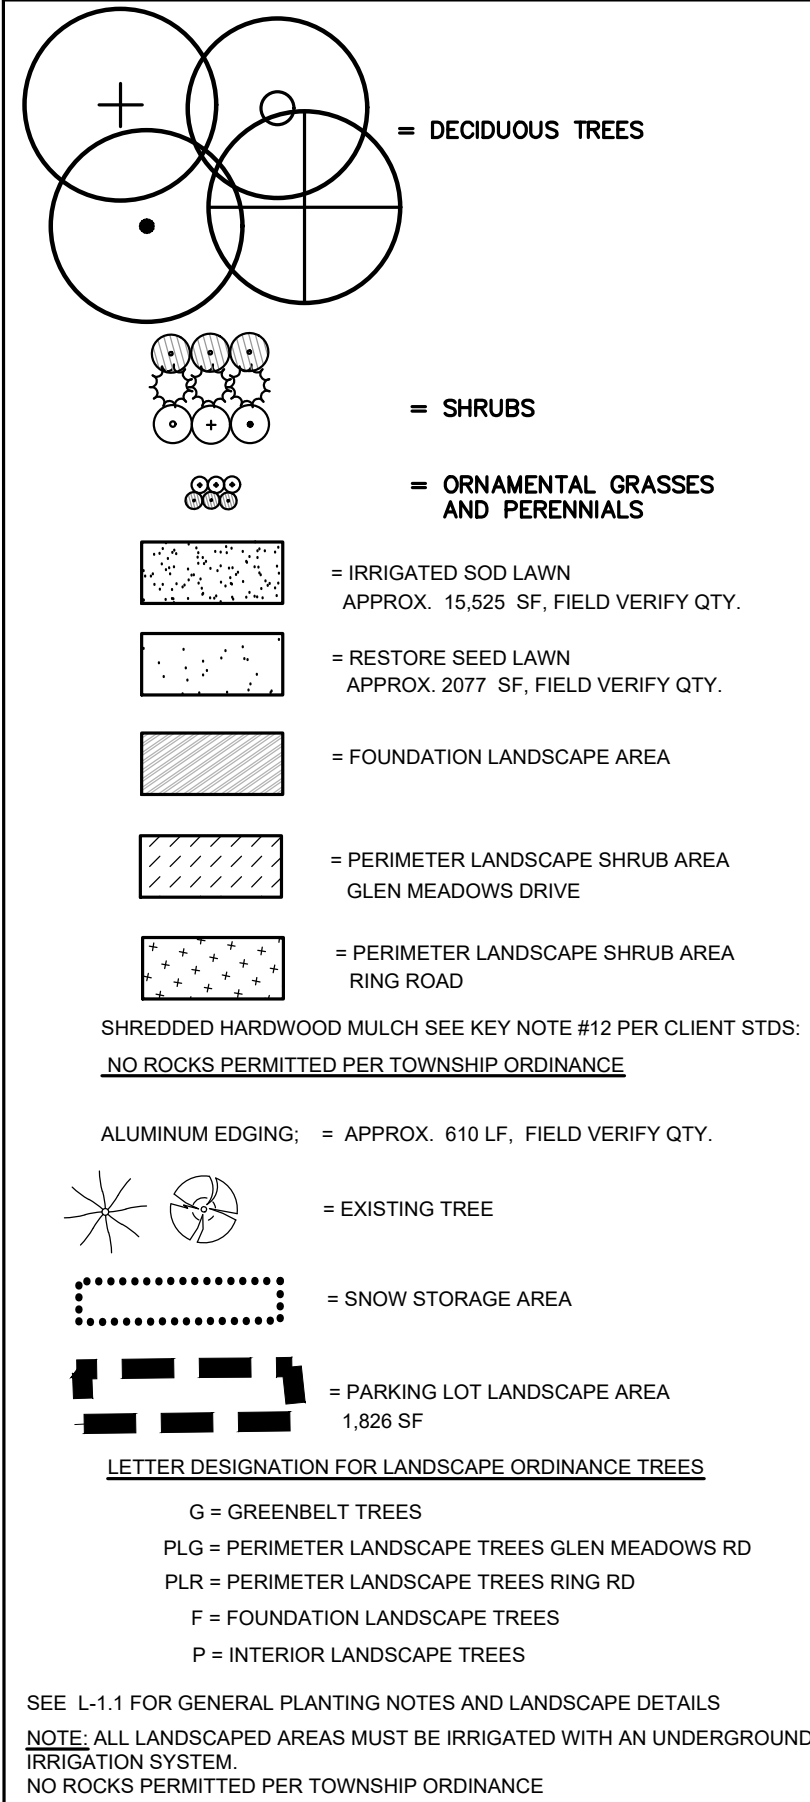 = DECIDUOUS TREES
= SHRUBS
= ORNAMENTAL GRASSES
AND PERENNIALS
= IRRIGATED SOD LAWN
APPROX. 15,525 SF, FIELD VERIFY QTY.
= RESTORE SEED LAWN
APPROX. 2077 SF, FIELD VERIFY QTY.
= FOUNDATION LANDSCAPE AREA
= PERIMETER LANDSCAPE SHRUB AREA
GLEN MEADOWS DRIVE
= PERIMETER LANDSCAPE SHRUB AREA
RING ROAD
SHREDDED HARDWOOD MULCH SEE KEY NOTE #12 PER CLIENT STDS:
NO ROCKS PERMITTED PER TOWNSHIP ORDINANCE
ALUMINUM EDGING; = APPROX. 610 LF, FIELD VERIFY QTY.
= EXISTING TREE
= SNOW STORAGE AREA
= PARKING LOT LANDSCAPE AREA
1,826 SF
LETTER DESIGNATION FOR LANDSCAPE ORDINANCE TREES
G = GREENBELT TREES
PLG = PERIMETER LANDSCAPE TREES GLEN MEADOWS RD
PLR = PERIMETER LANDSCAPE TREES RING RD
F = FOUNDATION LANDSCAPE TREES
P = INTERIOR LANDSCAPE TREES
SEE L-1.1 FOR GENERAL PLANTING NOTES AND LANDSCAPE DETAILS
NOTE: ALL LANDSCAPED AREAS MUST BE IRRIGATED WITH AN UNDERGROUND
IRRIGATION SYSTEM.
NO ROCKS PERMITTED PER TOWNSHIP ORDINANCE